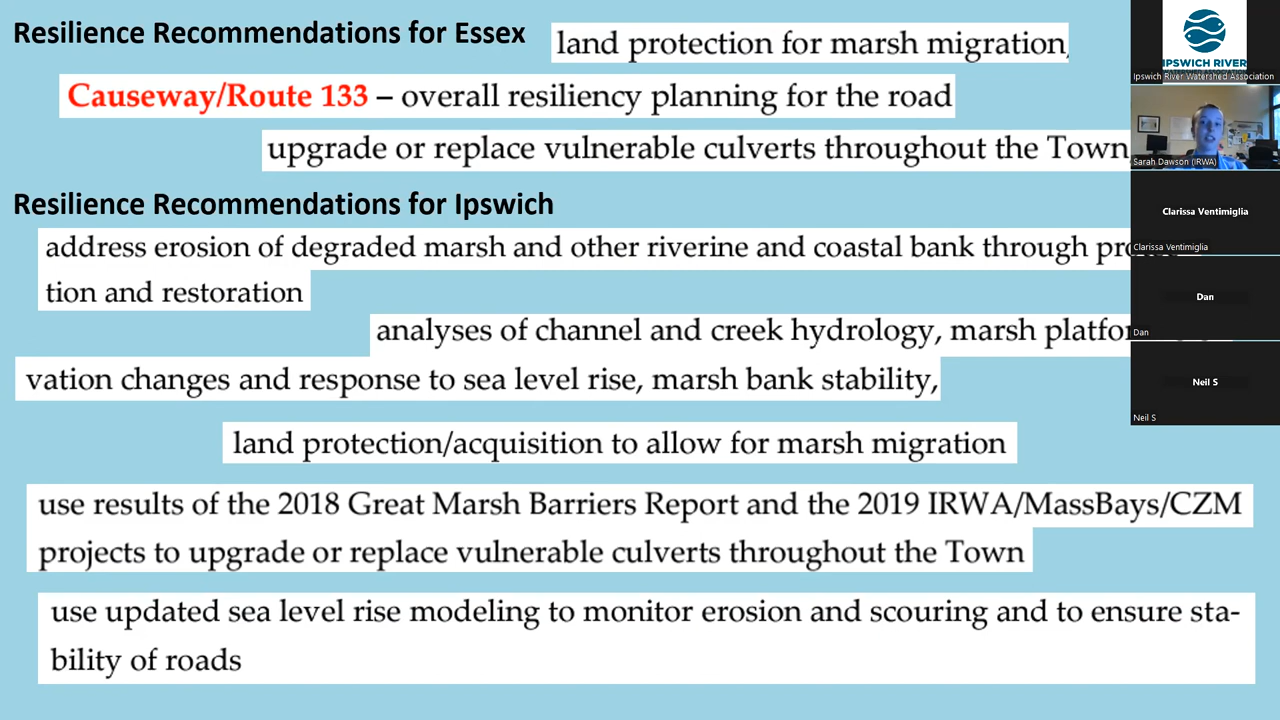 Resilience Recommendations for Essex
land protection for marsh migration,
Causeway/Route 133 – overall resiliency planning for the road
upgrade or replace vulnerable culverts throughout the Town
Resilience Recommendations for Ipswich
address erosion of degraded marsh and other riverine and coastal bank through
tion and restoration
analyses of channel and creek hydrology, marsh
vation changes and response to sea level rise, marsh bank stability,
land protection/acquisition to allow for marsh migration
use results of the 2018 Great Marsh Barriers Report and the 2019 IRWA/MassBays/CZM
projects to upgrade or replace vulnerable culverts throughout the Town
use updated sea level rise modeling to monitor erosion and scouring and to ensure sta-
bility of roads
IPSWICH RIVER
Ipswich River Watershed Association
Sarah Dawson (IRWA)
Clarissa Ventimiglia
Clarissa Ventimiglia
Dan
Dan
Neil S
Neil S